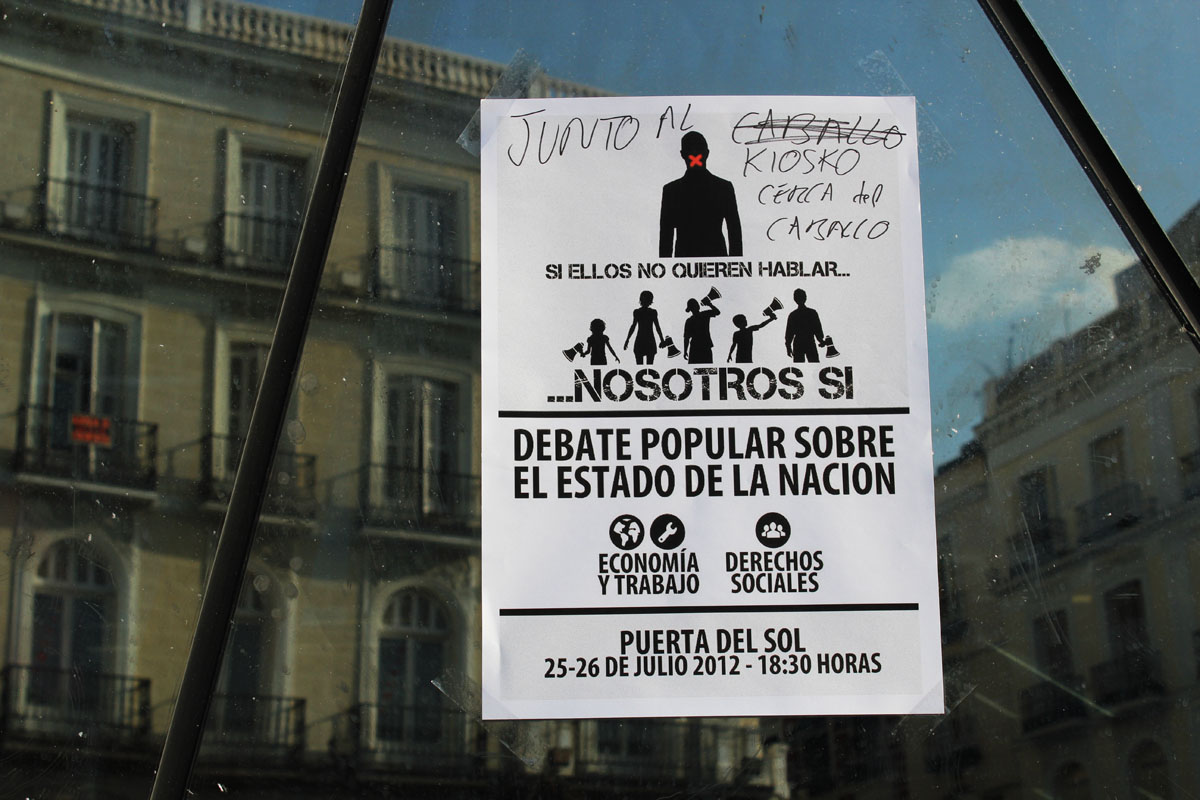 JUNTO AL
KIOSKO
CERCA del
CABALLO
SI ELLOS NO QUIEREN HABLAR...
...NOSOTROS SI
DEBATE POPULAR SOBRE
EL ESTADO DE LA NACION
ECONOMÍA
Y TRABAJO
DERECHOS
SOCIALES
PUERTA DEL SOL
25-26 DE JULIO 2012 - 18:30 HORAS